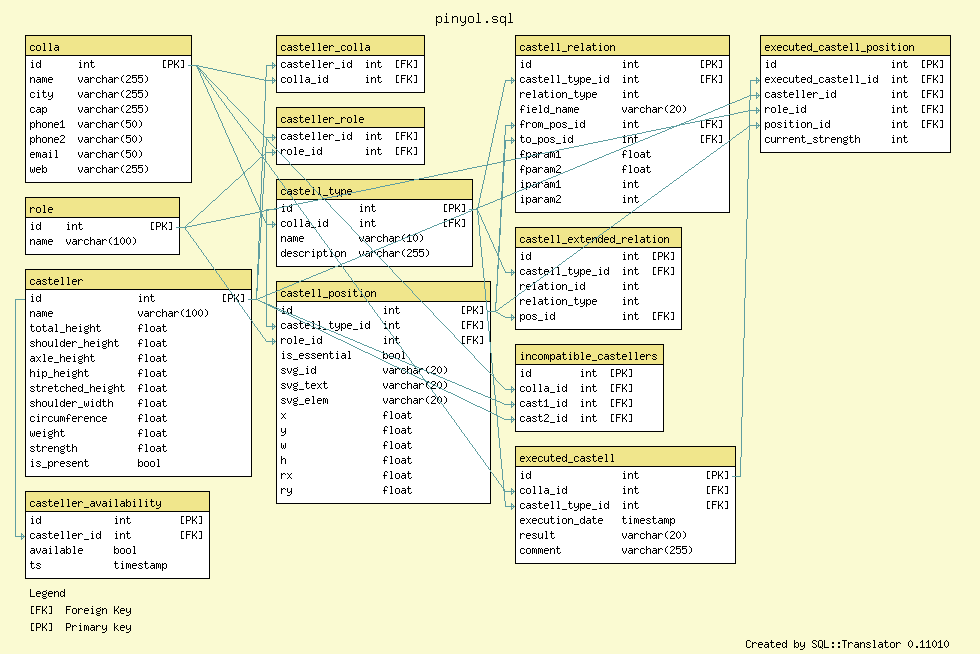 pinyol.sql
colla
id int [PK]
name varchar(255)
city varchar(255)
cap varchar(255)
phone1 varchar(50)
phone2 varchar(50)
email varchar(50)
web varchar(255)
role
id int [PK]
name varchar(100)
casteller
id int [PK]
name varchar(100)
total_height float
shoulder_height float
axle_height float
hip_height float
stretched_height float
shoulder_width float
circumference float
weight float
strength float
is_present bool
casteller_availability
id int [PK]
casteller_id int [FK]
available bool
ts timestamp
Legend
[FK] Foreign Key
[PK] Primary key
casteller_colla
casteller_id int [FK]
colla_id int [FK]
casteller_role
casteller_id int [FK]
role_id int [FK]
castell_type
id int [PK]
colla_id int [FK]
name varchar(10)
description varchar(255)
castell_position
id int [PK]
castell_type_id int [FK]
role_id int [FK]
is_essential bool
svg_id varchar(20)
svg_text varchar(20)
svg_elem varchar(20)
x float
y float
w float
h float
rx float
ry float
castell_relation
id int [PK]
castell_type_id int [FK]
relation_type int
field_name varchar(20)
from_pos_id int [FK]
to_pos_id int [FK]
fparam1 float
fparam2 float
iparam1 int
iparam2 int
castell_extended_relation
id int [PK]
castell_type_id int [FK]
relation_id int
relation_type int
pos_id int [FK]
incompatible_castellers
id int [PK]
colla_id int [FK]
cast1_id int [FK]
cast2_id int [FK]
executed_castell
id int [PK]
colla_id int [FK]
castell_type_id int [FK]
execution_date timestamp
result varchar(20)
comment varchar(255)
executed_castell_position
id int [PK]
executed_castell_id int [FK]
casteller_id int [FK]
role_id int [FK]
position_id int [FK]
current_strength int
Created by SQL::Translator 0.11010